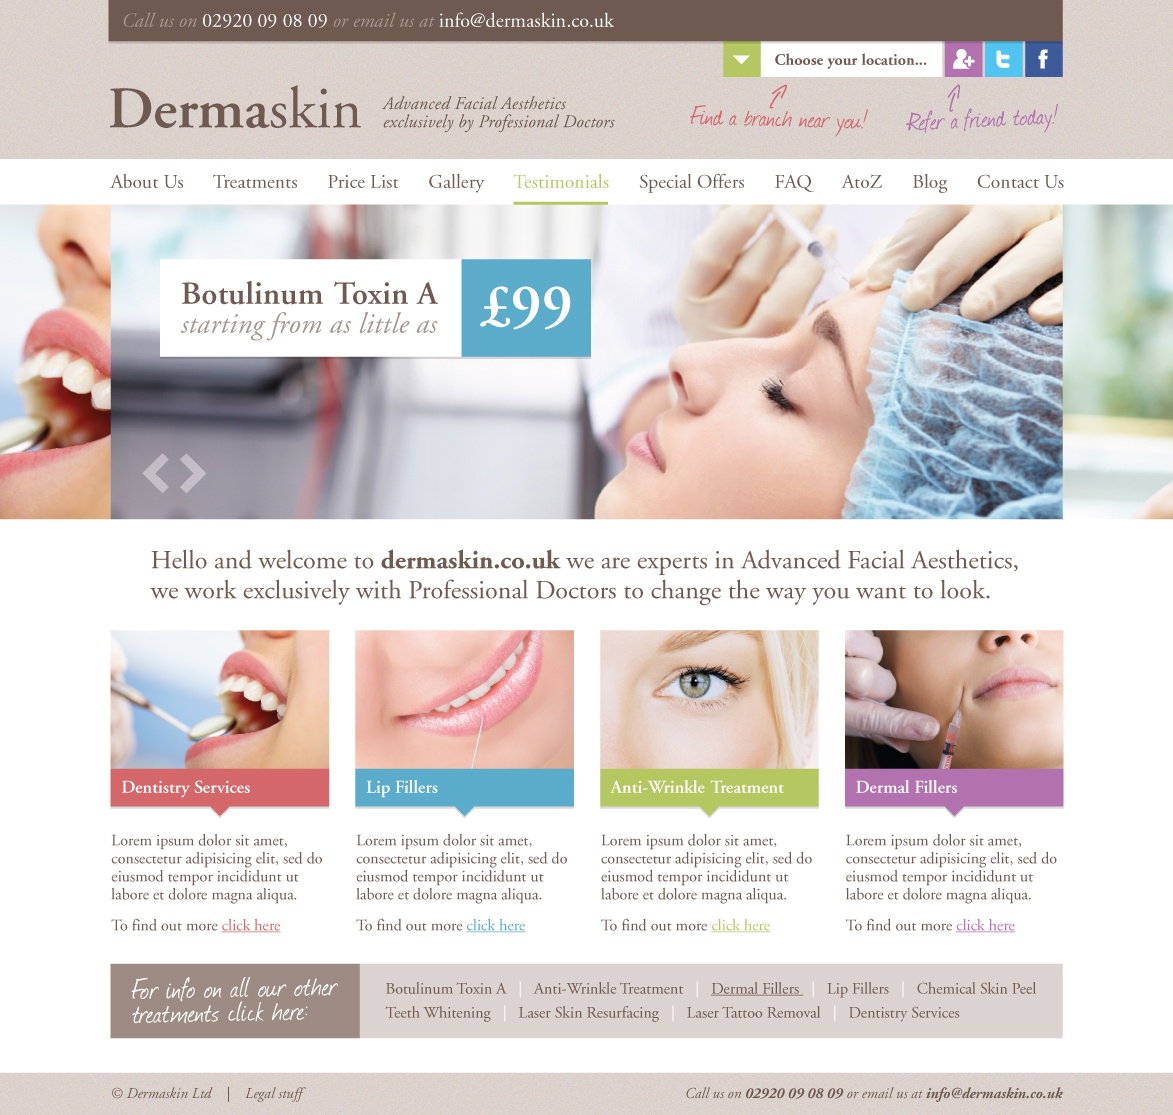 Call us on 02920 09 08 09 or email us at info@dermaskin.co.uk
Choose your location...
Dermaskin
Advanced Facial Aesthetics
exclusively by Professional Doctors
Find a branch near you!
Refer a friend today!
About Us Treatments Price List Gallery Testimonials Special Offers FAQ AtoZ Blog Contact Us
Botulinum Toxin A
starting from as little as
£99
Hello and welcome to dermaskin.co.uk we are experts in Advanced Facial Aesthetics,
we work exclusively with Professional Doctors to change the way you want to look.
Dentistry Services
Lorem ipsum dolor sit amet,
consectetur adipisicing elit, sed do
eiusmod tempor incididunt ut
labore et dolore magna aliqua.
To find out more click here
Lip Fillers
Lorem ipsum dolor sit amet,
consectetur adipisicing elit, sed do
eiusmod tempor incididunt ut
labore et dolore magna aliqua.
To find out more click here
Anti-Wrinkle Treatment
Lorem ipsum dolor sit amet,
consectetur adipisicing elit, sed do
eiusmod tempor incididunt ut
labore et dolore magna aliqua.
To find out more click here
Dermal Fillers
Lorem ipsum dolor sit amet,
consectetur adipisicing elit, sed do
eiusmod tempor incididunt ut
labore et dolore magna aliqua.
To find out more click here
For info on all our other
treatments click here:
Botulinum Toxin A | Anti-Wrinkle Treatment | Dermal Fillers | Lip Fillers | Chemical Skin Peel
Teeth Whitening | Laser Skin Resurfacing | Laser Tattoo Removal | Dentistry Services
© Dermaskin Ltd | Legal stuff
Call us on 02920 09 08 09 or email us at info@dermaskin.co.uk